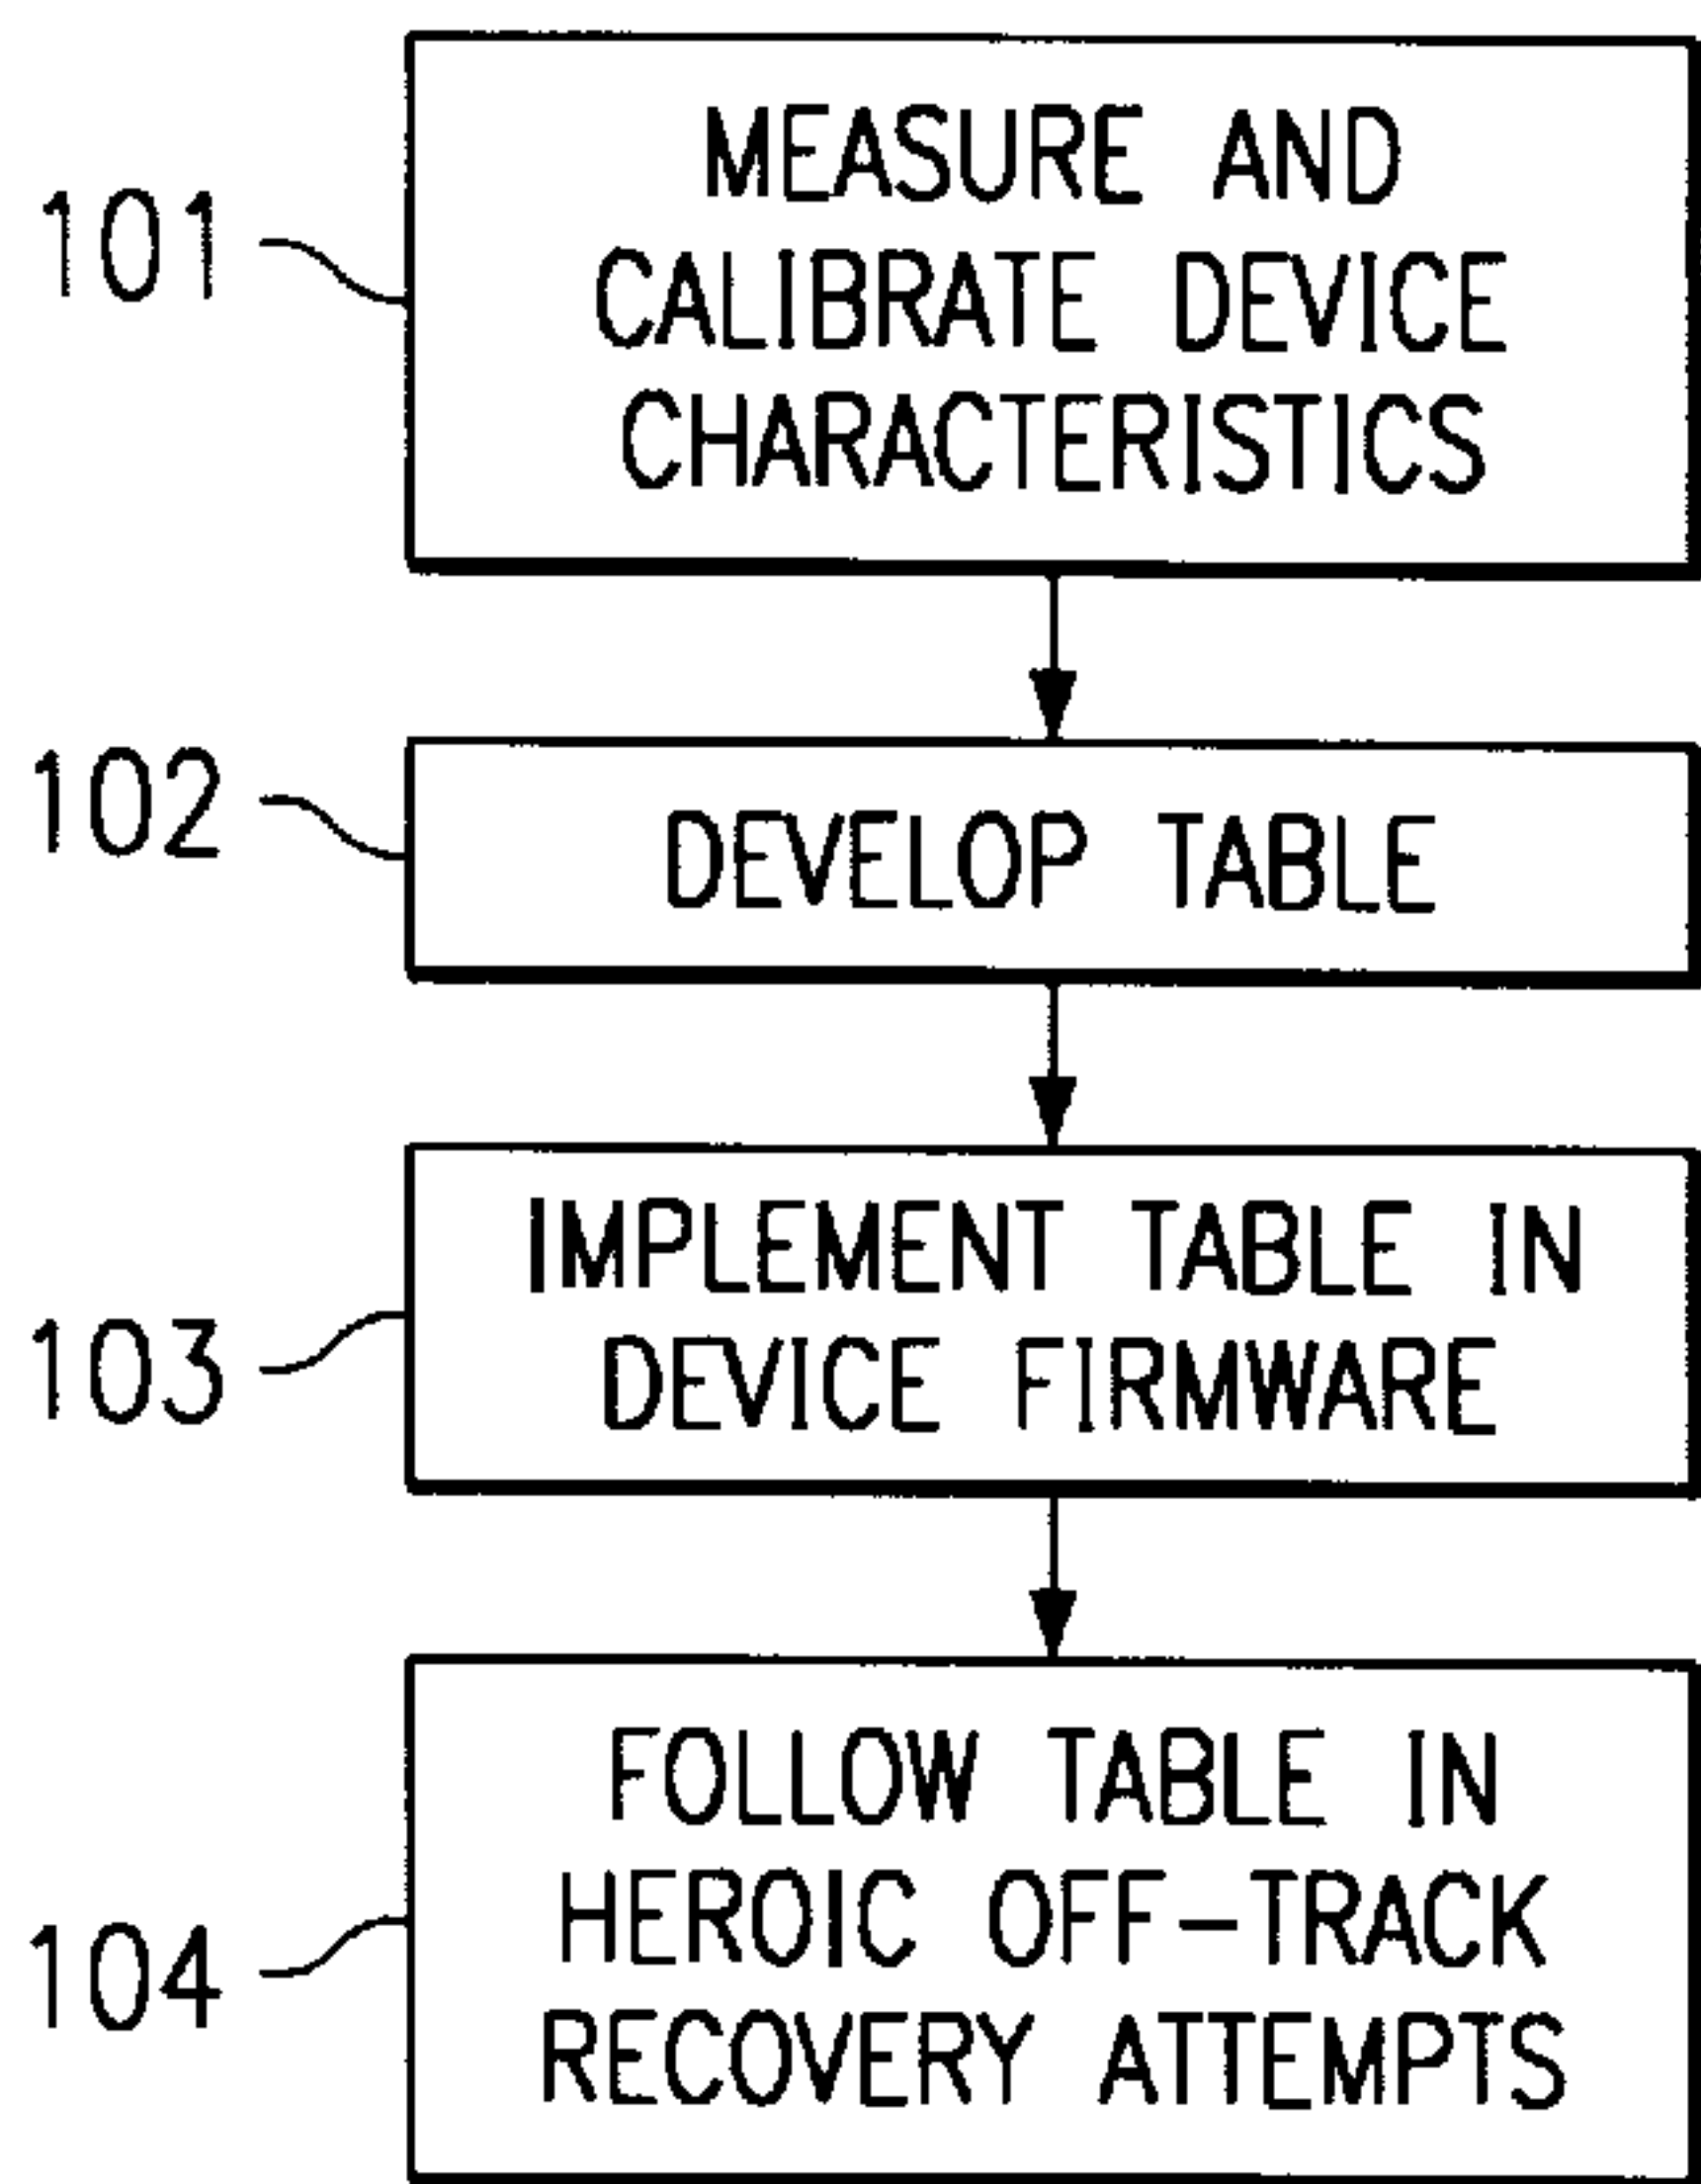 101
MEASURE AND
CALIBRATE DEVICE
CHARACTERISTICS
102
DEVELOP TABLE
103
IMPLEMENT TABLE IN
DEVICE FIRMWARE
104
FOLLOW TABLE IN
HEROIC OFF-TRACK
RECOVERY ATTEMPTS